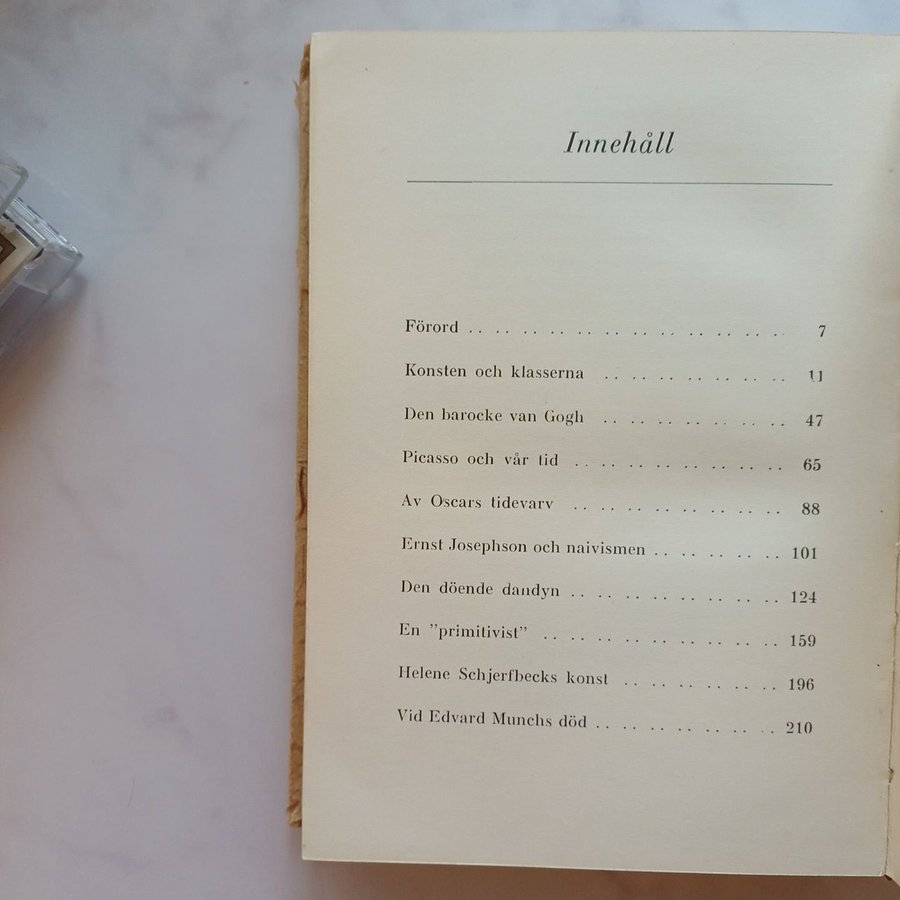 Innehåll
Förord .. .. .. .. .. .. .. .. .. .. .. . 7
Konsten och klasserna .. .. .. .. .. .. .. 11
Den barocke van Gogh .. .. .. .. .. .. .. 47
Picasso och vår tid .. .. .. .. .. .. .. .. 65
Av Oscars tidevarv .. .. .. .. .. .. .. .. 88
Ernst Josephson och naivismen .. .. .. .. .. 101
Den döende dandyn .. .. .. .. .. .. .. .. 124
En ”primitivist” .. .. .. .. .. .. .. .. .. 159
Helene Schjerfbecks konst .. .. .. .. .. .. 196
Vid Edvard Munchs död .. .. .. .. .. .. .. 210